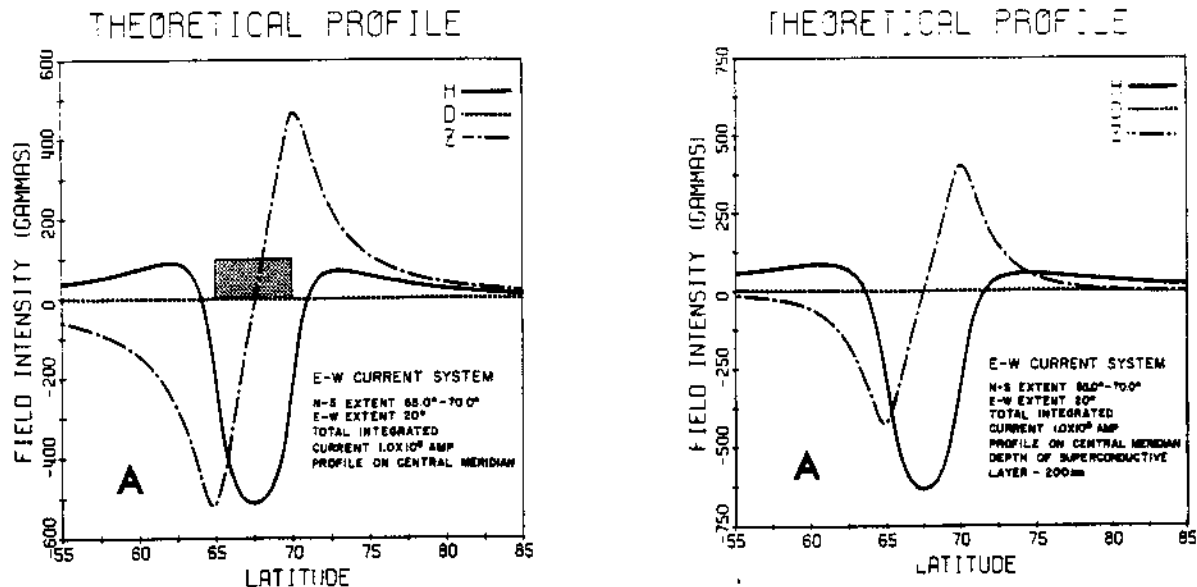 THEORETICAL PROFILE
FIELD INTENSITY (GAMMAS)
600
400
200
0
-200
-400
-600
H
D
Z
E-W CURRENT SYSTEM
N-S EXTENT 65.0°-70.0°
E-W EXTENT 20°
TOTAL INTEGRATED
CURRENT 1.0X10⁶ AMP
PROFILE ON CENTRAL MERIDIAN
A
55 60 65 70 75 80 85
LATITUDE
THEORETICAL PROFILE
FIELD INTENSITY (GAMMAS)
750
500
250
0
-250
-500
-750
H
D
E-W CURRENT SYSTEM
N-S EXTENT 65.0°-70.0°
E-W EXTENT 20°
TOTAL INTEGRATED
CURRENT 1.0X10⁶ AMP
PROFILE ON CENTRAL MERIDIAN
DEPTH OF SUPERCONDUCTIVE
LAYER - 200km
A
55 60 65 70 75 80 85
LATITUDE